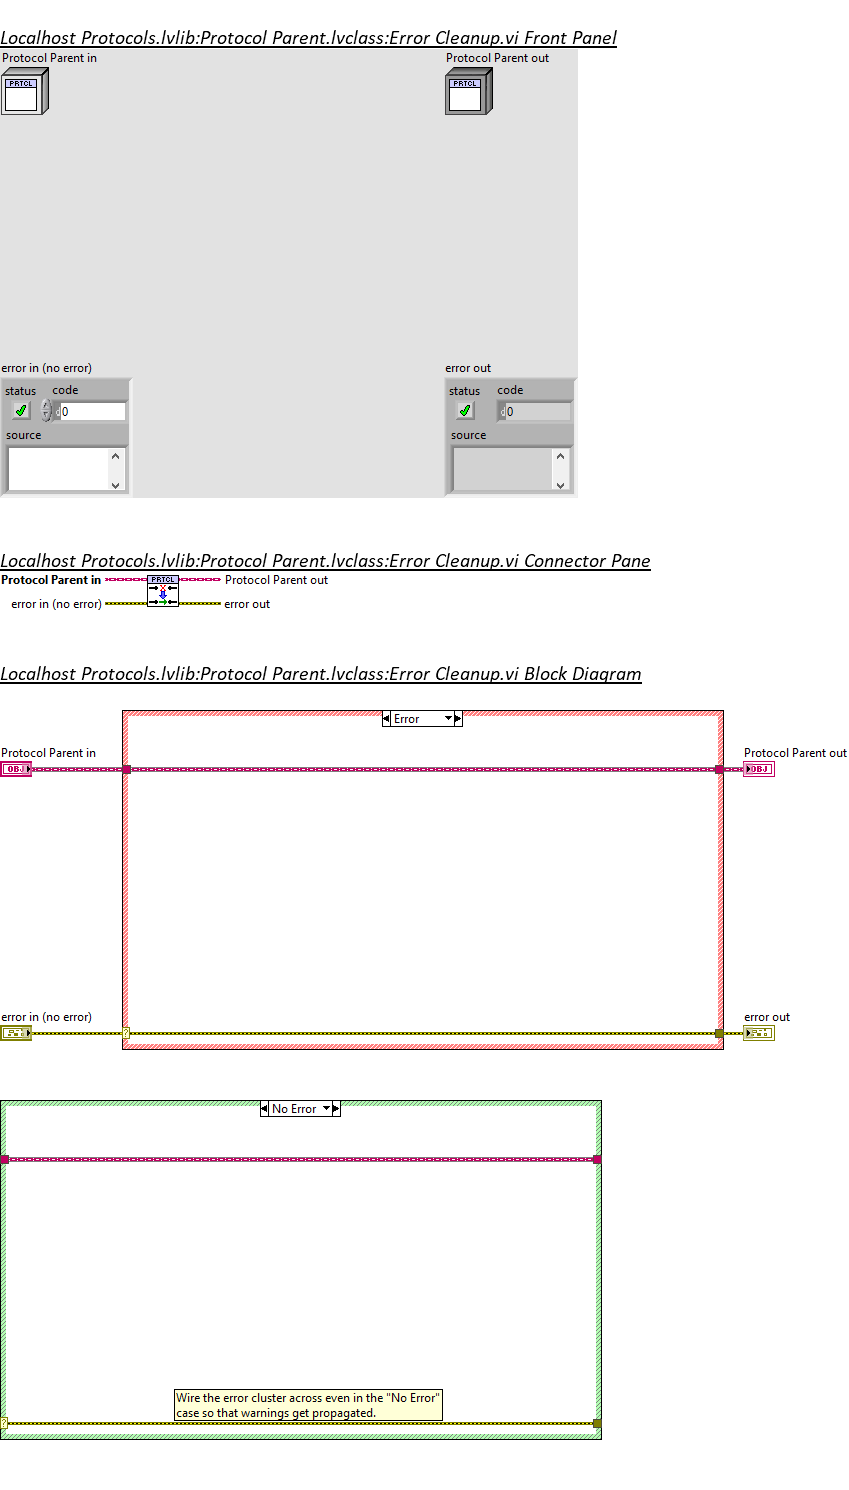 Localhost Protocols.lvlib:Protocol Parent.lvclass:Error Cleanup.vi Front Panel
Protocol Parent in
Protocol Parent out
PRTCL
PRTCL
error in (no error)
error out
status
code
status
code
d
0
d
0
source
source
Localhost Protocols.lvlib:Protocol Parent.lvclass:Error Cleanup.vi Connector Pane
Protocol Parent in
PRTCL
Protocol Parent out
error in (no error)
error out
Localhost Protocols.lvlib:Protocol Parent.lvclass:Error Cleanup.vi Block Diagram
Error
Protocol Parent in
Protocol Parent out
OBJ
OBJ
error in (no error)
error out
?
No Error
Wire the error cluster across even in the "No Error"
case so that warnings get propagated.
?